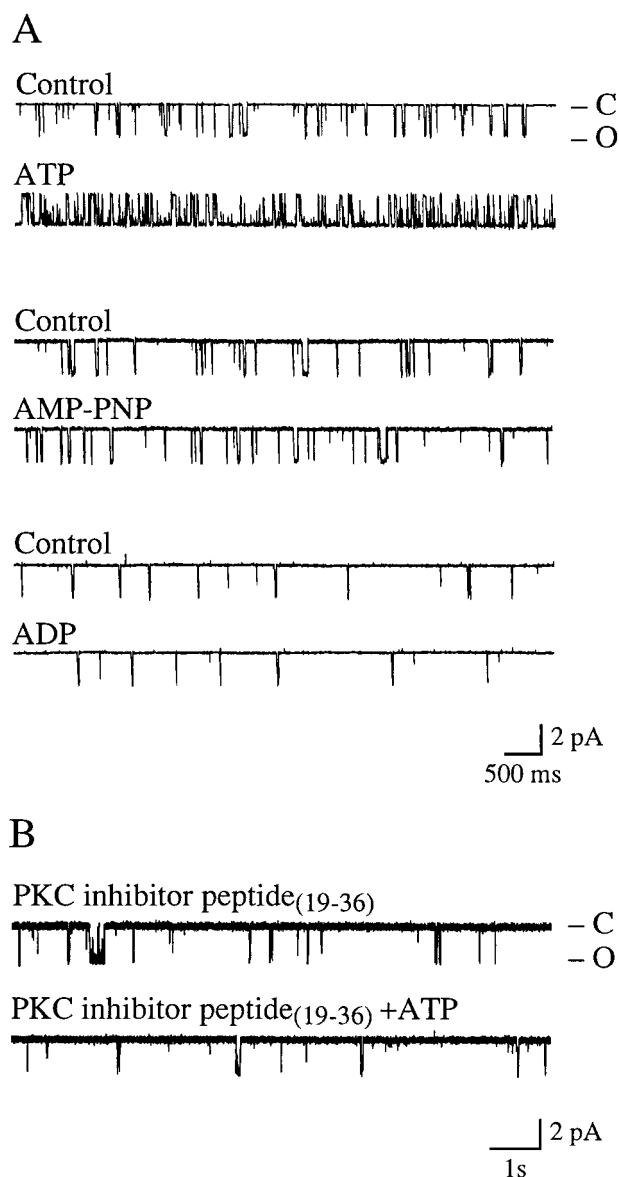 A
Control
– C
– O
ATP
Control
AMP-PNP
Control
ADP
2 pA
500 ms
B
PKC inhibitor peptide(19-36)
– C
– O
PKC inhibitor peptide(19-36) +ATP
2 pA
1s